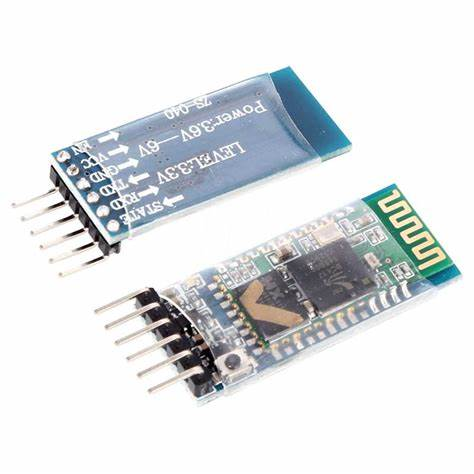 ZS-040
Power:3.6V--6V
LEVEL:3.3V
EN
VCC
GND
TXD
RXD
STATE